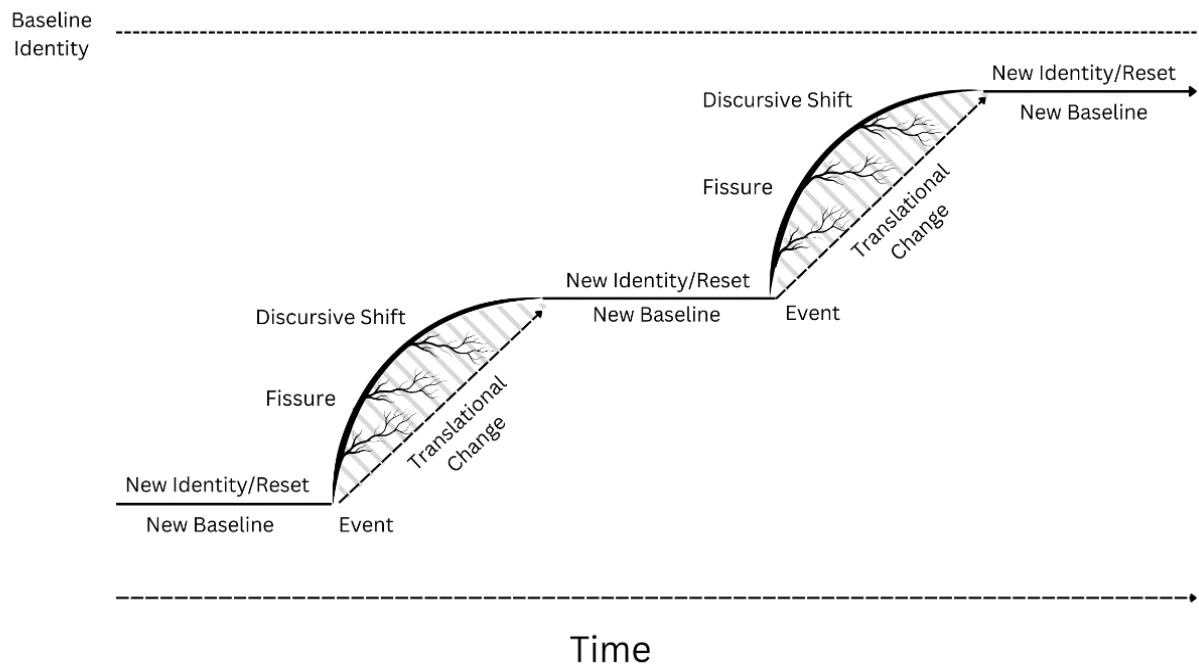 Baseline
Identity
New Identity/Reset
Discursive Shift
New Baseline
Fissure
Translational
Change
New Identity/Reset
New Baseline
Event
Discursive Shift
Fissure
Translational
Change
New Identity/Reset
New Baseline
Event
Time